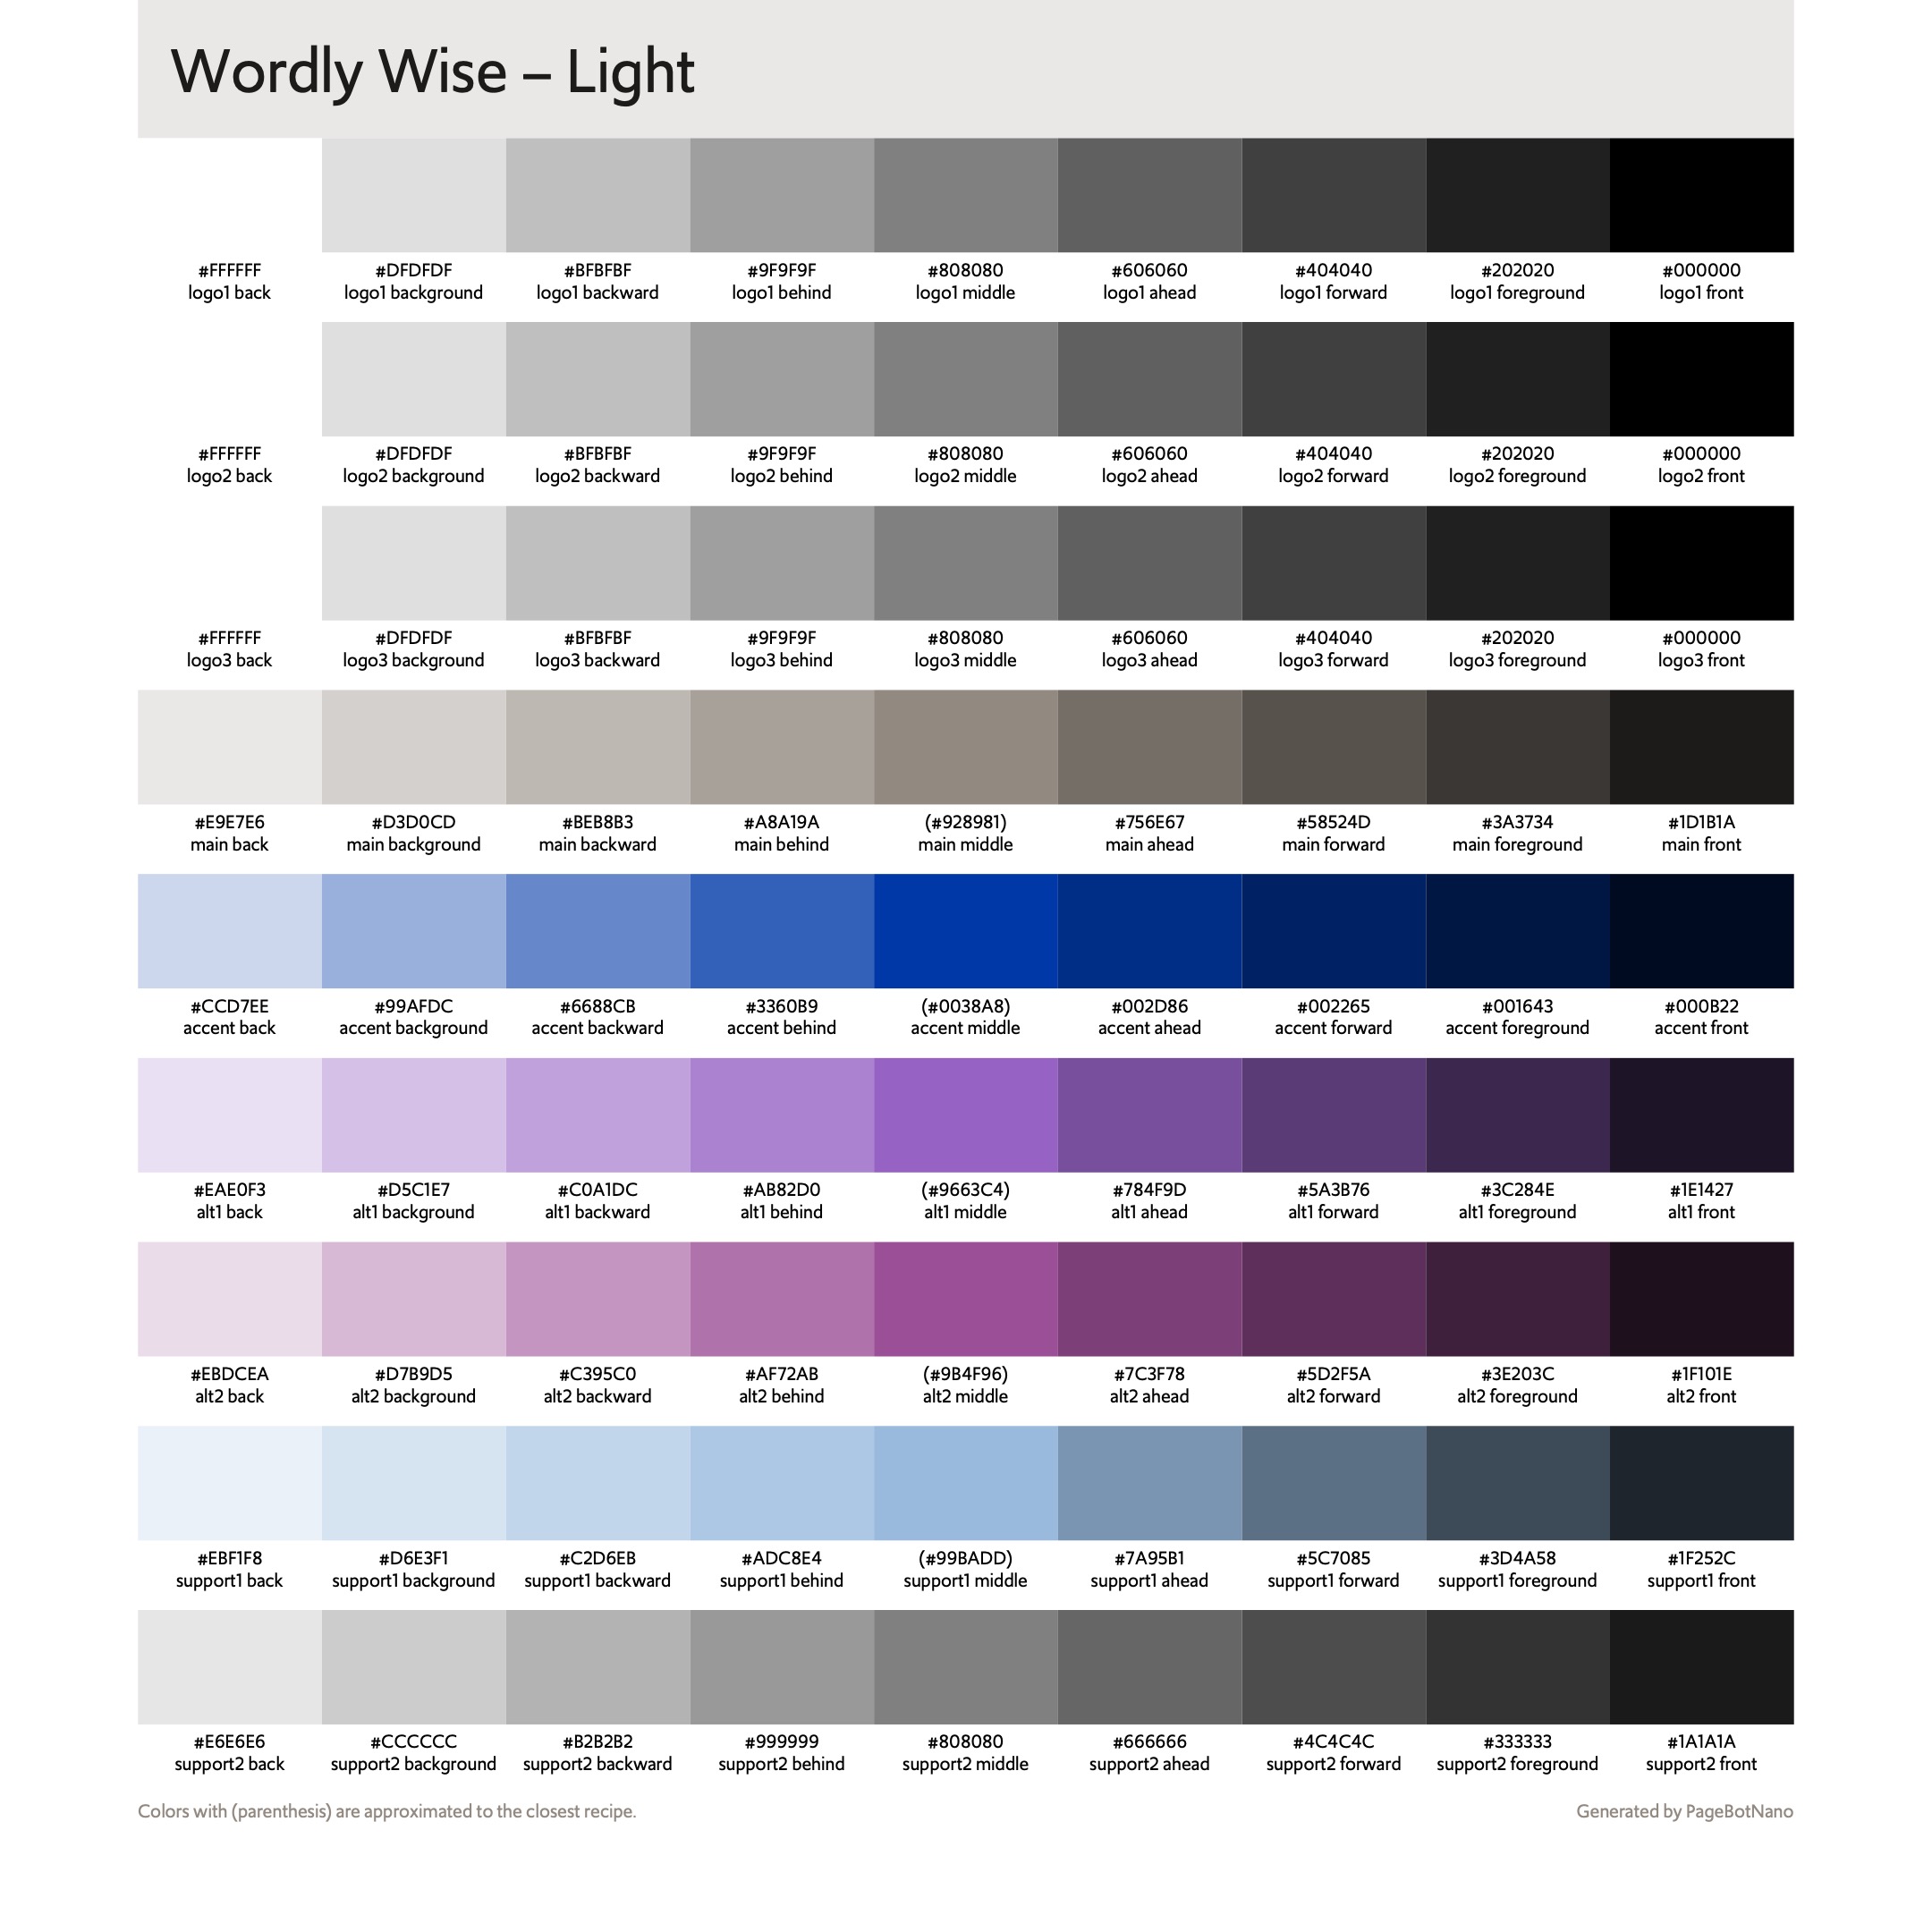 Wordly Wise – Light
#FFFFFF #DFDFDF #BFBFBF #9F9F9F #808080 #606060 #404040 #202020 #000000
logo1 back logo1 background logo1 backward logo1 behind logo1 middle logo1 ahead logo1 forward logo1 foreground logo1 front
#FFFFFF #DFDFDF #BFBFBF #9F9F9F #808080 #606060 #404040 #202020 #000000
logo2 back logo2 background logo2 backward logo2 behind logo2 middle logo2 ahead logo2 forward logo2 foreground logo2 front
#FFFFFF #DFDFDF #BFBFBF #9F9F9F #808080 #606060 #404040 #202020 #000000
logo3 back logo3 background logo3 backward logo3 behind logo3 middle logo3 ahead logo3 forward logo3 foreground logo3 front
#E9E7E6 #D3D0CD #BEB8B3 #A8A19A (#928981) #756E67 #58524D #3A3734 #1D1B1A
main back main background main backward main behind main middle main ahead main forward main foreground main front
#CCD7EE #99AFDC #6688CB #3360B9 (#0038A8) #002D86 #002265 #001643 #000B22
accent back accent background accent backward accent behind accent middle accent ahead accent forward accent foreground accent front
#EAE0F3 #D5C1E7 #C0A1DC #AB82D0 (#9663C4) #784F9D #5A3B76 #3C284E #1E1427
alt1 back alt1 background alt1 backward alt1 behind alt1 middle alt1 ahead alt1 forward alt1 foreground alt1 front
#EBDCEA #D7B9D5 #C395C0 #AF72AB (#9B4F96) #7C3F78 #5D2F5A #3E203C #1F101E
alt2 back alt2 background alt2 backward alt2 behind alt2 middle alt2 ahead alt2 forward alt2 foreground alt2 front
#EBF1F8 #D6E3F1 #C2D6EB #ADC8E4 (#99BADD) #7A95B1 #5C7085 #3D4A58 #1F252C
support1 back support1 background support1 backward support1 behind support1 middle support1 ahead support1 forward support1 foreground support1 front
#E6E6E6 #CCCCCC #B2B2B2 #999999 #808080 #666666 #4C4C4C #333333 #1A1A1A
support2 back support2 background support2 backward support2 behind support2 middle support2 ahead support2 forward support2 foreground support2 front
Colors with (parenthesis) are approximated to the closest recipe. Generated by PageBotNano